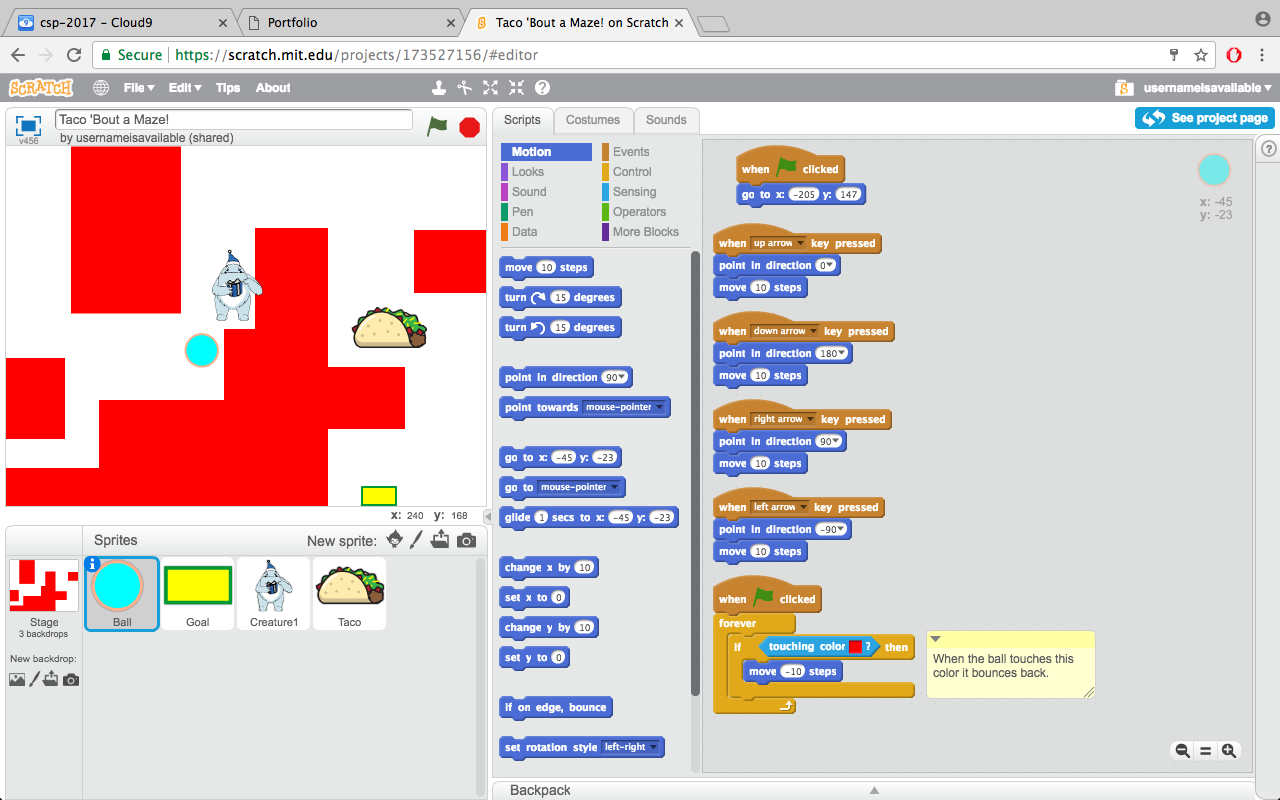 csp-2017 - Cloud9
Portfolio
Taco 'Bout a Maze! on Scratch
Secure
https://scratch.mit.edu/projects/173527156/#editor
SCRATCH
File
Edit
Tips
About
usernameisavailable
v456
Taco 'Bout a Maze!
by usernameisavailable (shared)
Scripts
Costumes
Sounds
See project page
Motion
Events
Looks
Control
Sound
Sensing
Pen
Operators
Data
More Blocks
move 10 steps
turn 15 degrees
turn 15 degrees
point in direction 90
point towards mouse-pointer
go to x: -45 y: -23
go to mouse-pointer
glide 1 secs to x: -45 y: -23
change x by 10
set x to 0
change y by 10
set y to 0
if on edge, bounce
set rotation style left-right
when clicked
go to x: -205 y: 147
when up arrow key pressed
point in direction 0
move 10 steps
when down arrow key pressed
point in direction 180
move 10 steps
when right arrow key pressed
point in direction 90
move 10 steps
when left arrow key pressed
point in direction -90
move 10 steps
when clicked
forever
if touching color ? then
move -10 steps
When the ball touches this
color it bounces back.
x: -45
y: -23
x: 240 y: 168
Sprites
New sprite:
Stage
3 backdrops
New backdrop:
Ball
Goal
Creature1
Taco
Backpack